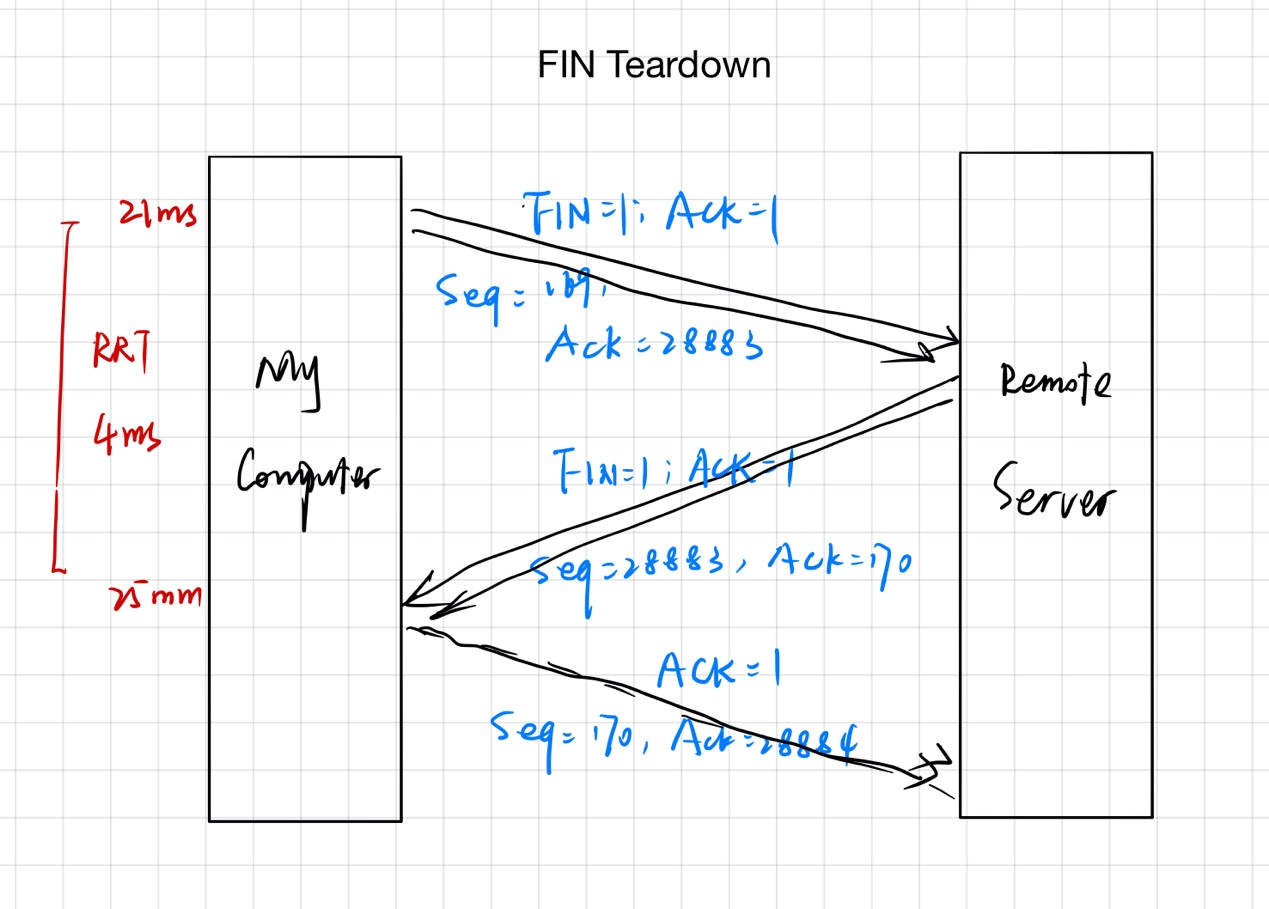 FIN Teardown
21ms
FIN=1; Ack=1
Seq = 169,
Ack = 28883
RRT
4ms
My
Computer
Remote
Server
FIN=1; ACK=1
Seq=28883, Ack=170
25mm
Ack=1
Seq=170, Ack=28884